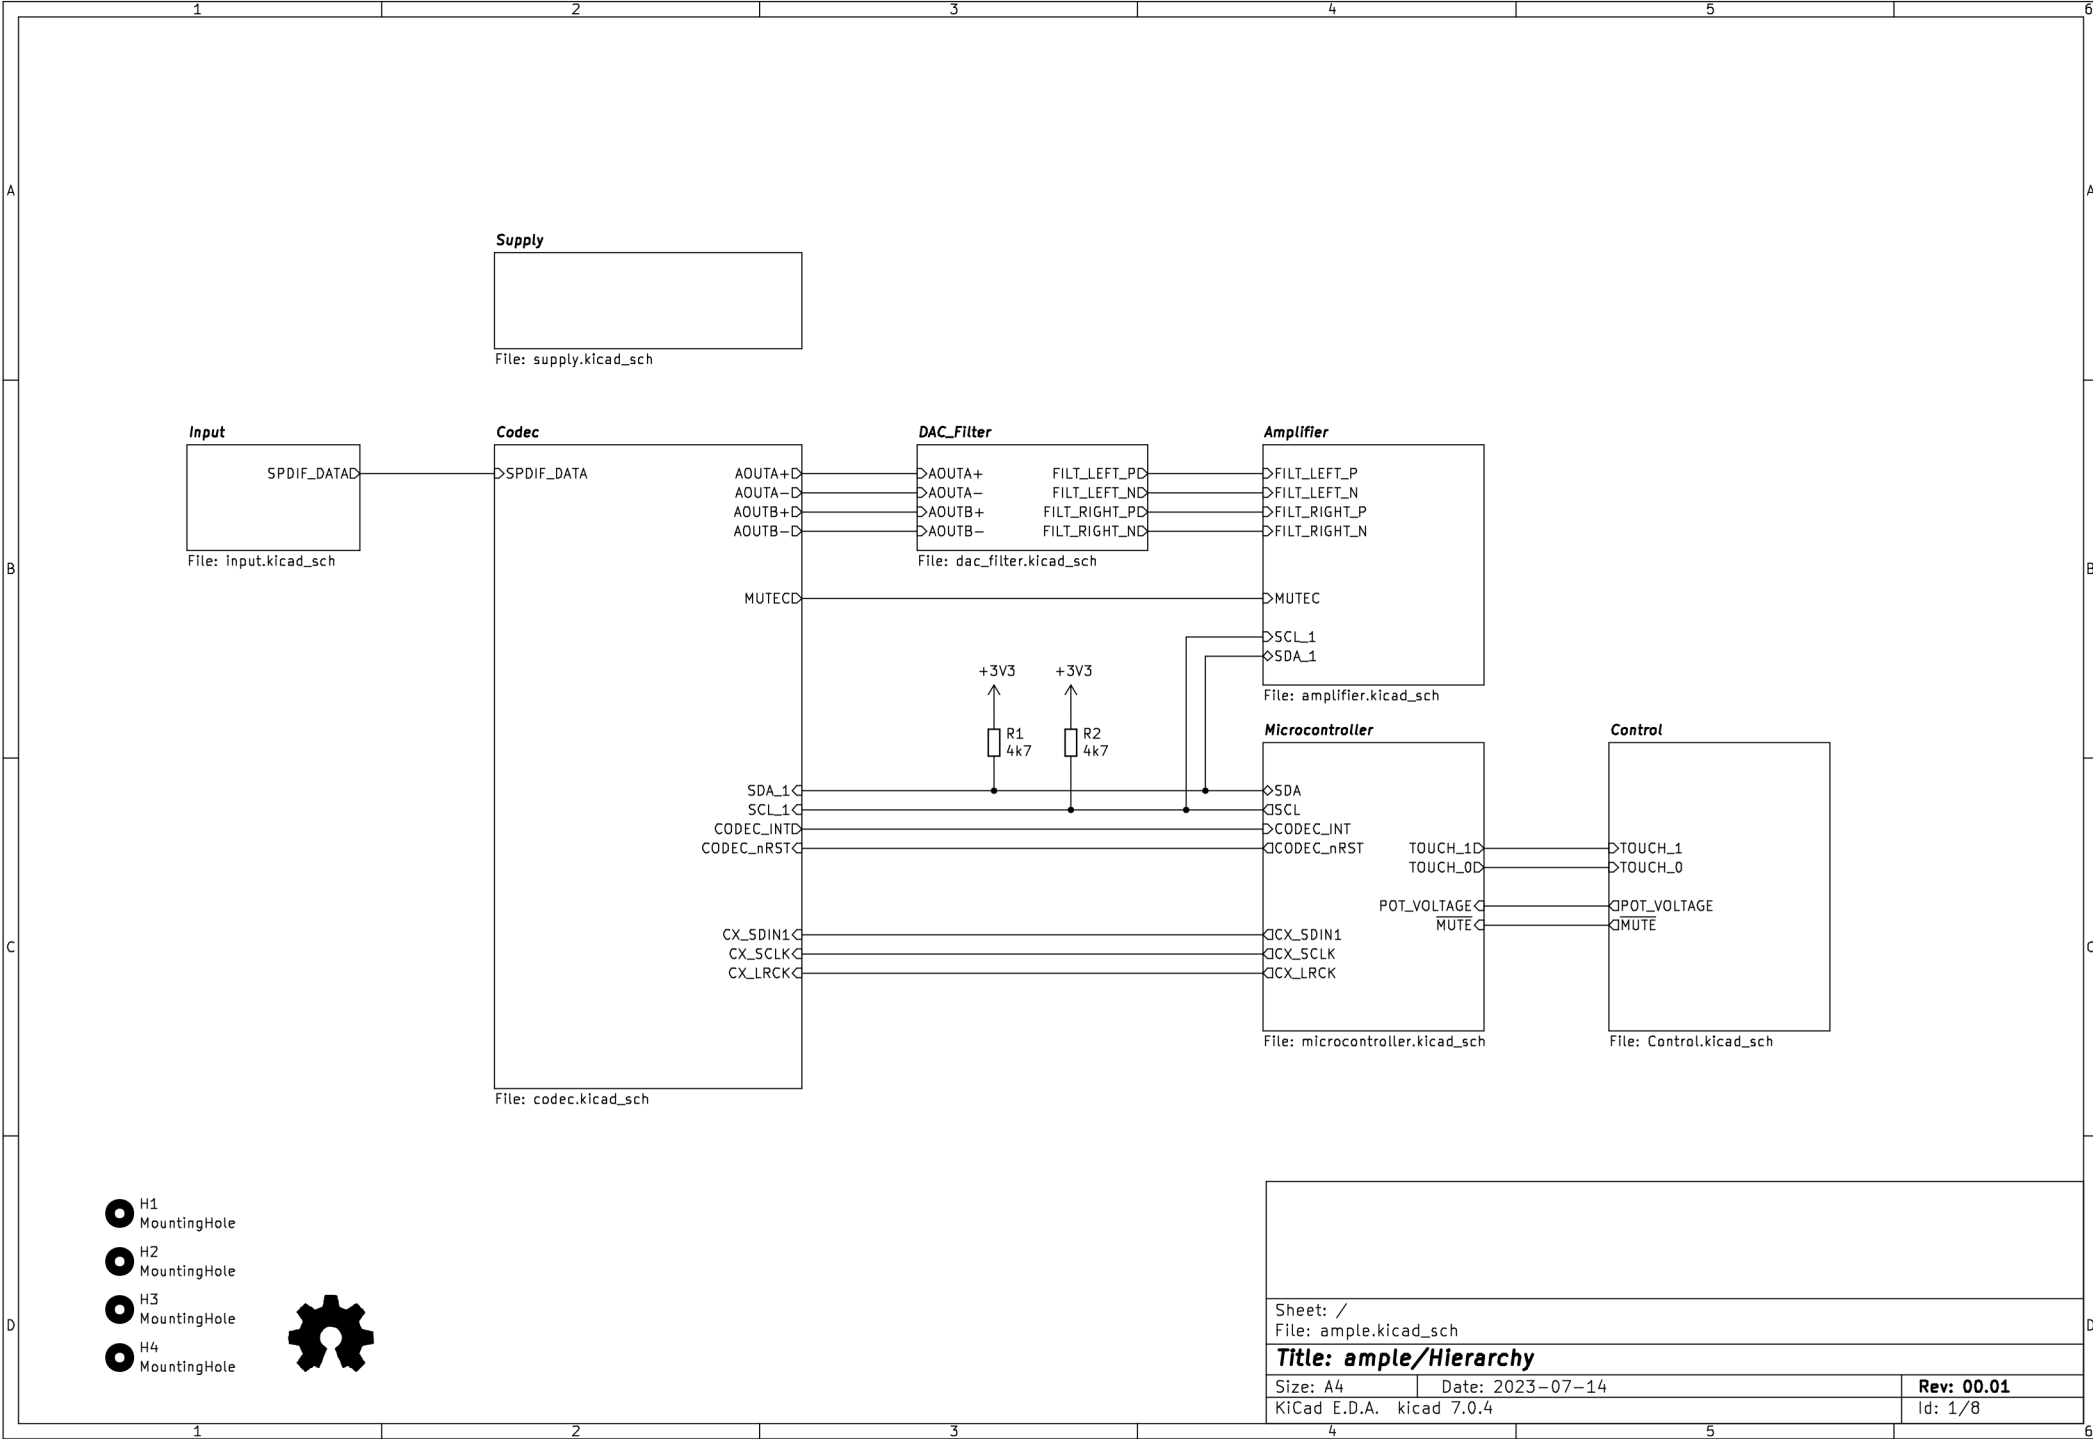 1 2 3 4 5 6
A A
Supply
File: supply.kicad_sch
Input
SPDIF_DATA
File: input.kicad_sch
Codec
SPDIF_DATA
AOUTA+
AOUTA-
AOUTB+
AOUTB-
MUTEC
SDA_1
SCL_1
CODEC_INT
CODEC_nRST
CX_SDIN1
CX_SCLK
CX_LRCK
File: codec.kicad_sch
DAC_Filter
AOUTA+ FILT_LEFT_P
AOUTA- FILT_LEFT_N
AOUTB+ FILT_RIGHT_P
AOUTB- FILT_RIGHT_N
File: dac_filter.kicad_sch
Amplifier
FILT_LEFT_P
FILT_LEFT_N
FILT_RIGHT_P
FILT_RIGHT_N
MUTEC
SCL_1
SDA_1
File: amplifier.kicad_sch
B B
+3V3 +3V3
R1
4k7
R2
4k7
Microcontroller
SDA
SCL
CODEC_INT
CODEC_nRST TOUCH_1
TOUCH_0
POT_VOLTAGE
MUTE
CX_SDIN1
CX_SCLK
CX_LRCK
File: microcontroller.kicad_sch
Control
TOUCH_1
TOUCH_0
POT_VOLTAGE
MUTE
File: Control.kicad_sch
C C
H1
MountingHole
H2
MountingHole
H3
MountingHole
H4
MountingHole
D D
Sheet: /
File: ample.kicad_sch
Title: ample/Hierarchy
Size: A4 Date: 2023-07-14 Rev: 00.01
KiCad E.D.A. kicad 7.0.4 Id: 1/8
1 2 3 4 5 6